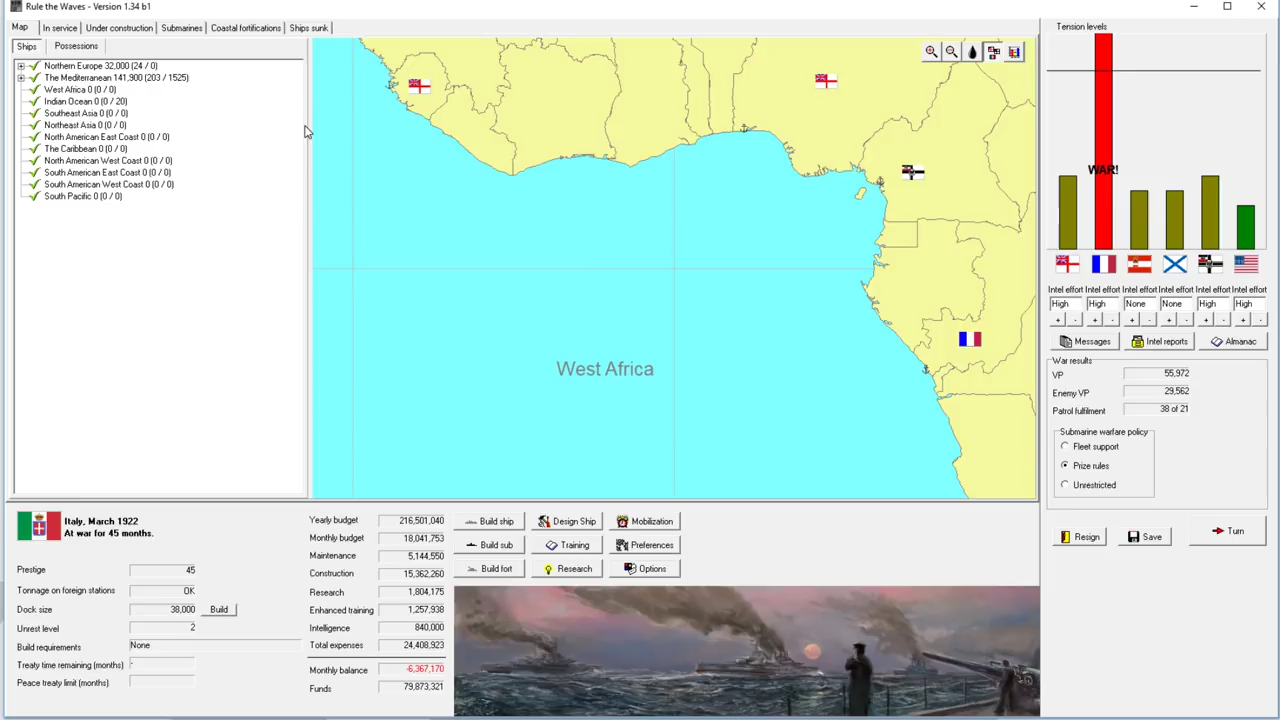 Rule the Waves - Version 1.34 b1
Map
In service
Under construction
Submarines
Coastal fortifications
Ships sunk
Ships
Possessions
Northern Europe 32,000 (24 / 0)
The Mediterranean 141,900 (203 / 1525)
West Africa 0 (0 / 0)
Indian Ocean 0 (0 / 20)
Southeast Asia 0 (0 / 0)
Northeast Asia 0 (0 / 0)
North American East Coast 0 (0 / 0)
The Caribbean 0 (0 / 0)
North American West Coast 0 (0 / 0)
South American East Coast 0 (0 / 0)
South American West Coast 0 (0 / 0)
South Pacific 0 (0 / 0)
West Africa
Tension levels
WAR!
Intel effort Intel effort Intel effort Intel effort Intel effort Intel effort
High High None None High High
+ - + - + - + - + - + -
Messages
Intel reports
Almanac
War results
VP 55,972
Enemy VP 29,562
Patrol fulfilment 38 of 21
Submarine warfare policy
Fleet support
Prize rules
Unrestricted
Resign
Save
Turn
Italy, March 1922
At war for 45 months.
Prestige 45
Tonnage on foreign stations OK
Dock size 38,000 Build
Unrest level 2
Build requirements None
Treaty time remaining (months) -
Peace treaty limit (months)
Yearly budget 216,501,040
Monthly budget 18,041,753
Maintenance 5,144,550
Construction 15,362,260
Research 1,804,175
Enhanced training 1,257,938
Intelligence 840,000
Total expenses 24,408,923
Monthly balance -6,367,170
Funds 79,873,321
Build ship
Design Ship
Mobilization
Build sub
Training
Preferences
Build fort
Research
Options